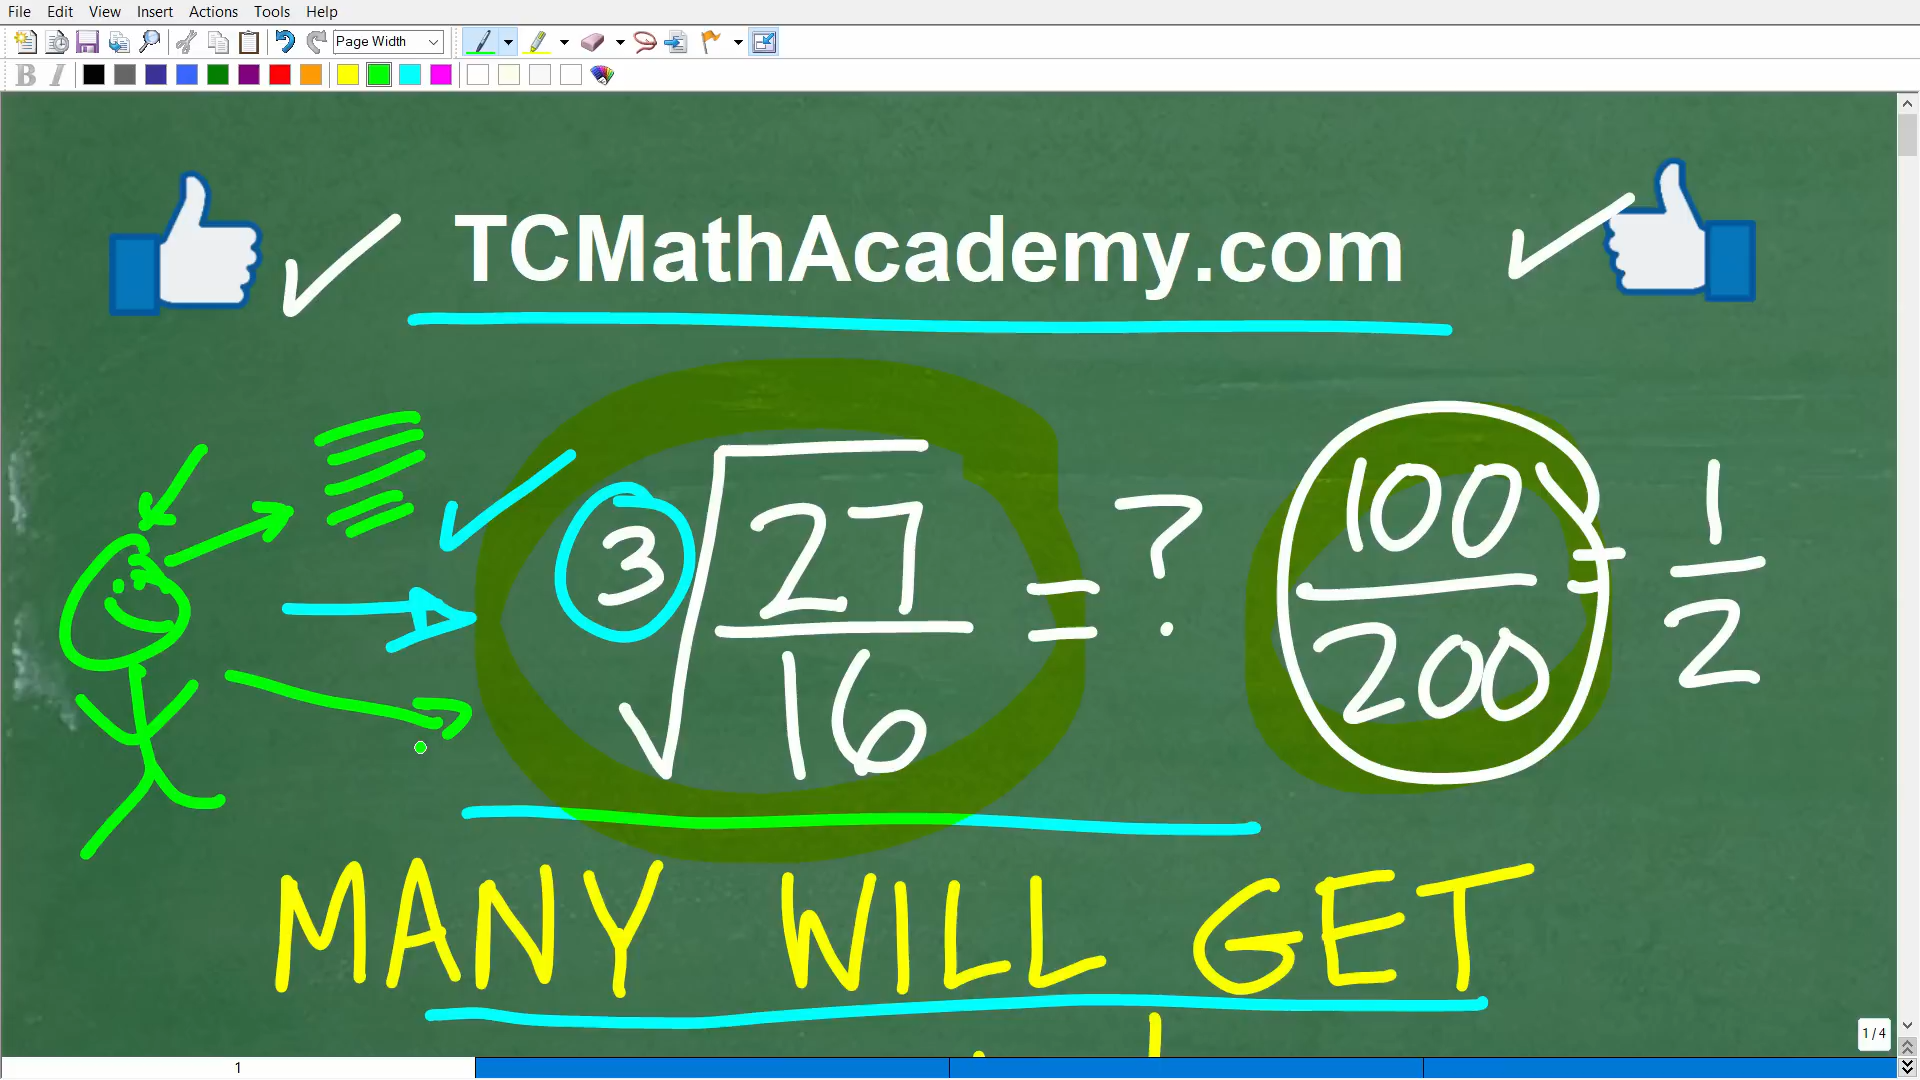 File Edit View Insert Actions Tools Help
Page Width
B I
TCMathAcademy.com
3√27/16 = ? 100/200 = 1/2
MANY WILL GET
1/4
1